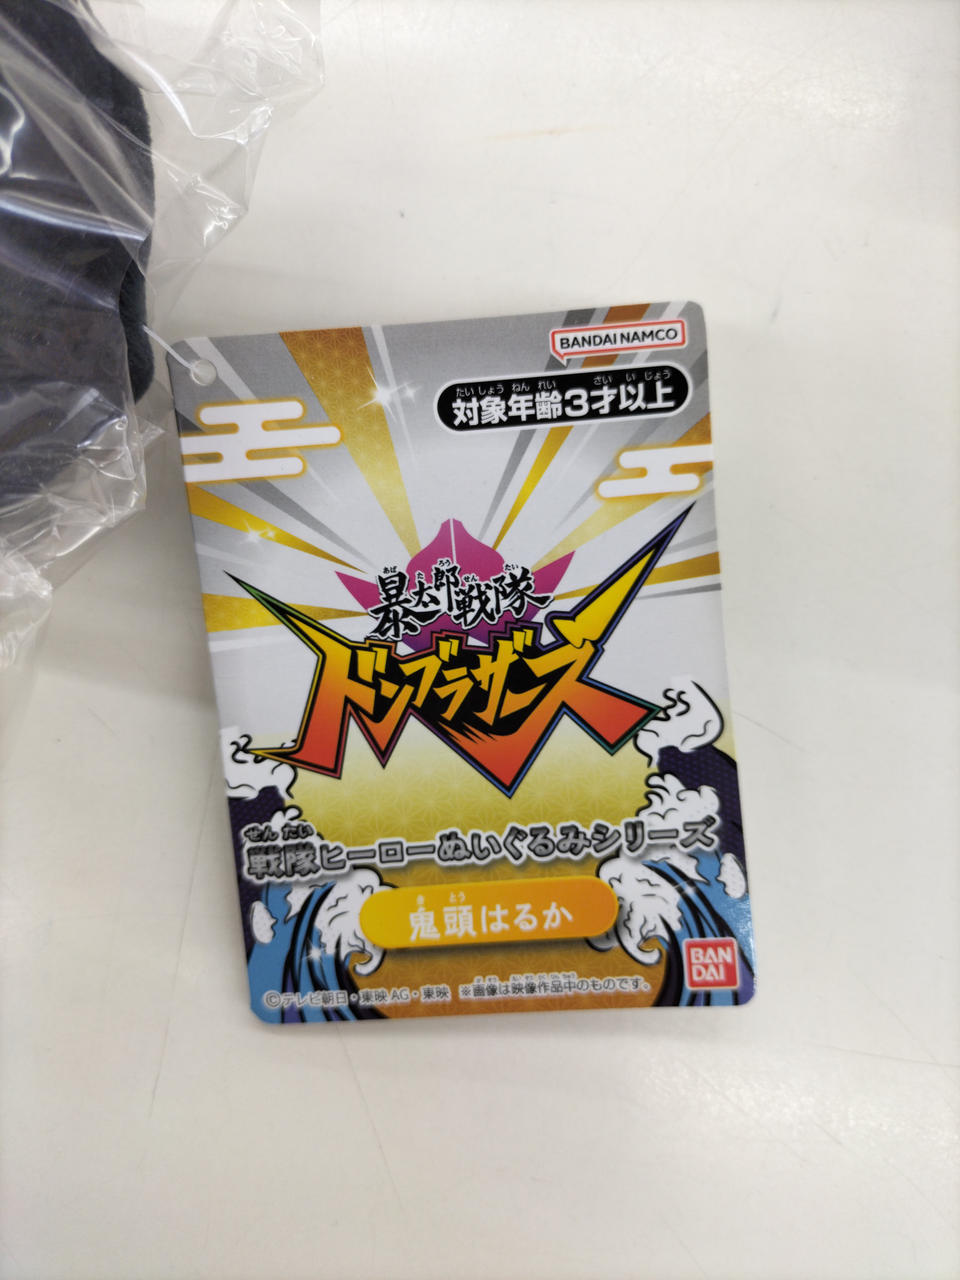 BANDAI NAMCO
たいしょうねんれい さいいじょう
対象年齢3才以上
あばたろうせんたい
暴太郎戦隊
ドンブラザーズ
せんたい
戦隊ヒーローぬいぐるみシリーズ
きとう
鬼頭はるか
BAN
DAI
©テレビ朝日・東映AG・東映 ※画像は映像作品中のものです。